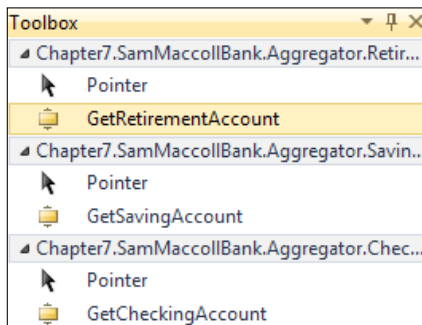 Toolbox
Chapter7.SamMaccollBank.Aggregator.Retir...
Pointer
GetRetirementAccount
Chapter7.SamMaccollBank.Aggregator.Savin...
Pointer
GetSavingAccount
Chapter7.SamMaccollBank.Aggregator.Chec...
Pointer
GetCheckingAccount